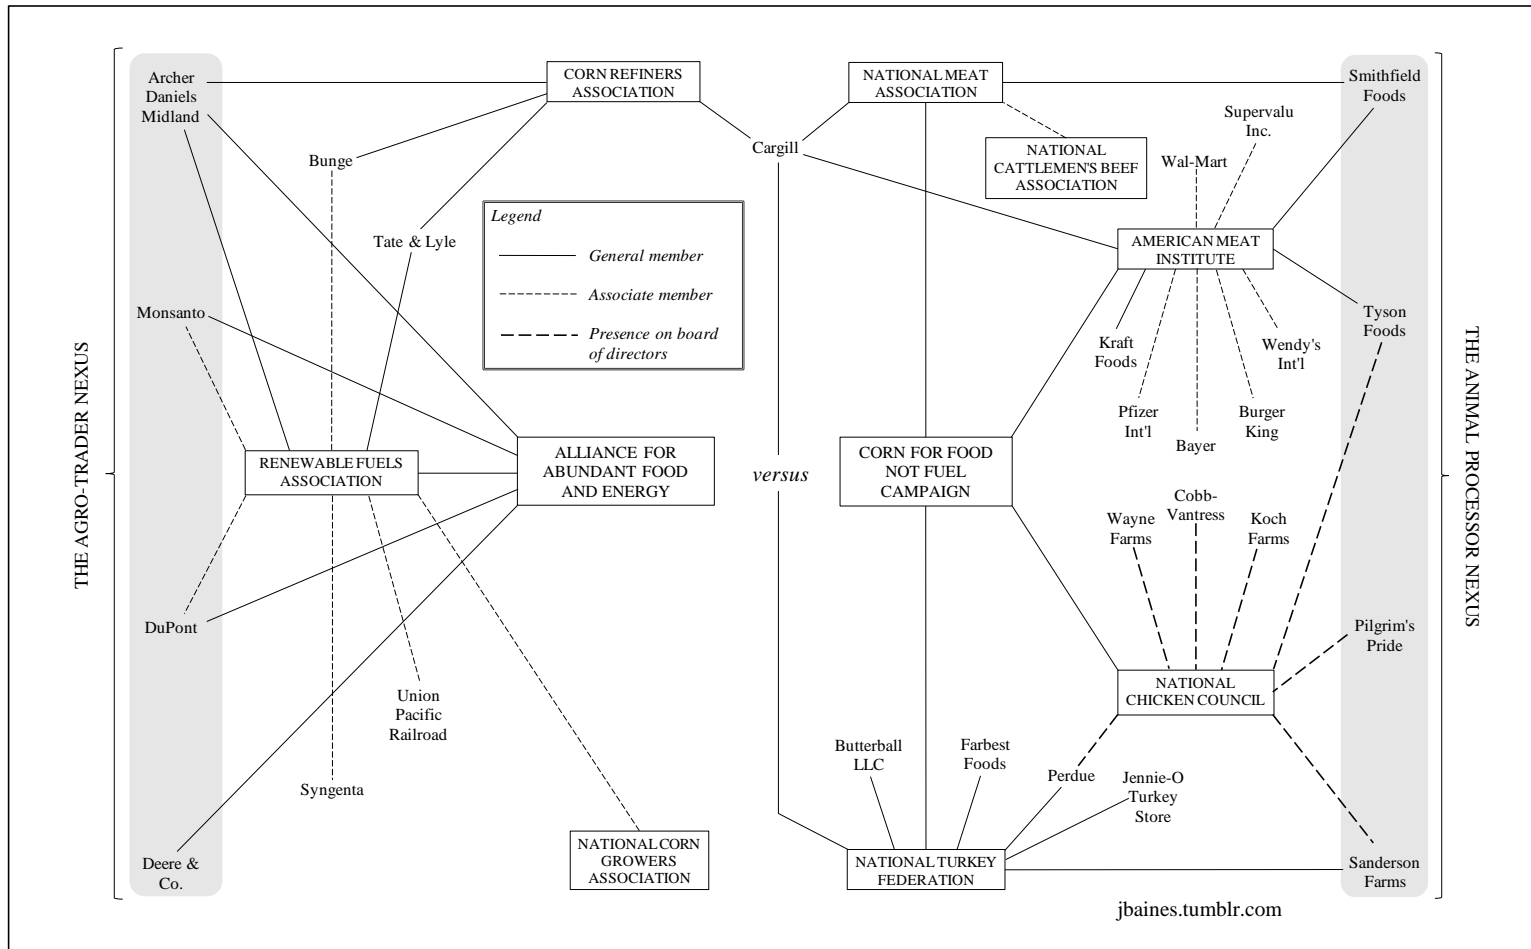 THE AGRO-TRADER NEXUS
Archer
Daniels
Midland
Monsanto
DuPont
Deere &
Co.
Bunge
Tate & Lyle
CORN REFINERS
ASSOCIATION
RENEWABLE FUELS
ASSOCIATION
ALLIANCE FOR
ABUNDANT FOOD
AND ENERGY
Union
Pacific
Railroad
Syngenta
NATIONAL CORN
GROWERS
ASSOCIATION
Legend
General member
Associate member
Presence on board
of directors
Cargill
versus
NATIONAL MEAT
ASSOCIATION
NATIONAL
CATTLEMEN'S BEEF
ASSOCIATION
Supervalu
Inc.
Wal-Mart
AMERICAN MEAT
INSTITUTE
Kraft
Foods
Wendy's
Int'l
Pfizer
Int'l
Bayer
Burger
King
CORN FOR FOOD
NOT FUEL
CAMPAIGN
Wayne
Farms
Cobb-
Vantress
Koch
Farms
NATIONAL
CHICKEN COUNCIL
Butterball
LLC
Farbest
Foods
Perdue
Jennie-O
Turkey
Store
NATIONAL TURKEY
FEDERATION
Smithfield
Foods
Tyson
Foods
Pilgrim's
Pride
Sanderson
Farms
THE ANIMAL PROCESSOR NEXUS
jbaines.tumblr.com